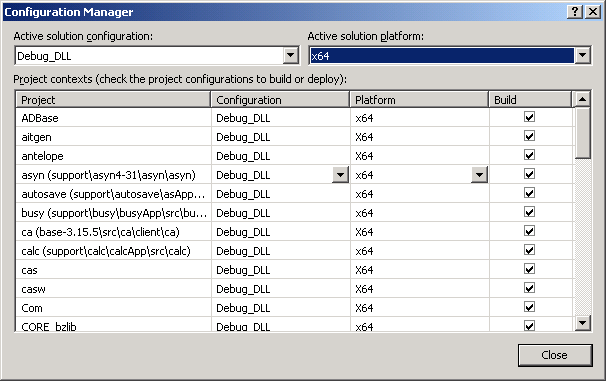 Configuration Manager
Active solution configuration: Active solution platform:
Debug_DLL x64
Project contexts (check the project configurations to build or deploy):
Project Configuration Platform Build
ADBase Debug_DLL x64
aitgen Debug_DLL x64
antelope Debug_DLL x64
asyn (support\asyn4-31\asyn\asyn) Debug_DLL x64
autosave (support\autosave\asApp... Debug_DLL x64
busy (support\busy\busyApp\src\bu... Debug_DLL x64
ca (base-3.15.5\src\ca\client\ca) Debug_DLL x64
calc (support\calc\calcApp\src\calc) Debug_DLL x64
cas Debug_DLL X64
casw Debug_DLL X64
Com Debug_DLL X64
CORE_bzlib Debug_DLL X64
Close